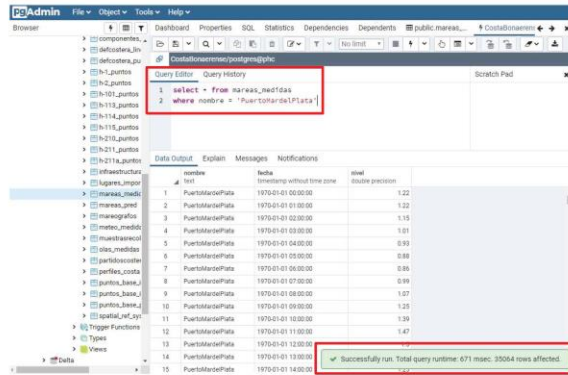 pgAdmin File Object Tools Help
Browser
Dashboard Properties SQL Statistics Dependencies Dependents public.mareas_... CostaBonaerens
No limit
CostaBonaerense/postgres@phc
Query Editor Query History
Scratch Pad
1 select * from mareas_medidas
2 where nombre = 'PuertoMardelPlata'
componentes_
defcostera_lin
defcostera_pu
h-1_puntos
h-2_puntos
h-101_puntos
h-113_puntos
h-114_puntos
h-115_puntos
h-210_puntos
h-211_puntos
h-211a_puntos
infraestructura
lugares_impor
mareas_medic
mareas_pred
mareografos
meteo_medida
muestrasrecol
olas_medidas
partidoscoster
perfiles_costa
puntos_base_i
puntos_base_i
puntos_base_p
spatial_ref_sys
Trigger Functions
Types
Views
Delta
Data Output Explain Messages Notifications
nombre text
fecha timestamp without time zone
nivel double precision
1 PuertoMardelPlata 1970-01-01 00:00:00 1.22
2 PuertoMardelPlata 1970-01-01 01:00:00 1.22
3 PuertoMardelPlata 1970-01-01 02:00:00 1.15
4 PuertoMardelPlata 1970-01-01 03:00:00 1.01
5 PuertoMardelPlata 1970-01-01 04:00:00 0.93
6 PuertoMardelPlata 1970-01-01 05:00:00 0.88
7 PuertoMardelPlata 1970-01-01 06:00:00 0.86
8 PuertoMardelPlata 1970-01-01 07:00:00 0.99
9 PuertoMardelPlata 1970-01-01 08:00:00 1.07
10 PuertoMardelPlata 1970-01-01 09:00:00 1.25
11 PuertoMardelPlata 1970-01-01 10:00:00 1.39
12 PuertoMardelPlata 1970-01-01 11:00:00 1.47
13 PuertoMardelPlata 1970-01-01 12:00:00
14 PuertoMardelPlata 1970-01-01 13:00:00
15 PuertoMardelPlata 1970-01-01 14:00:00
Successfully run. Total query runtime: 671 msec. 35064 rows affected.